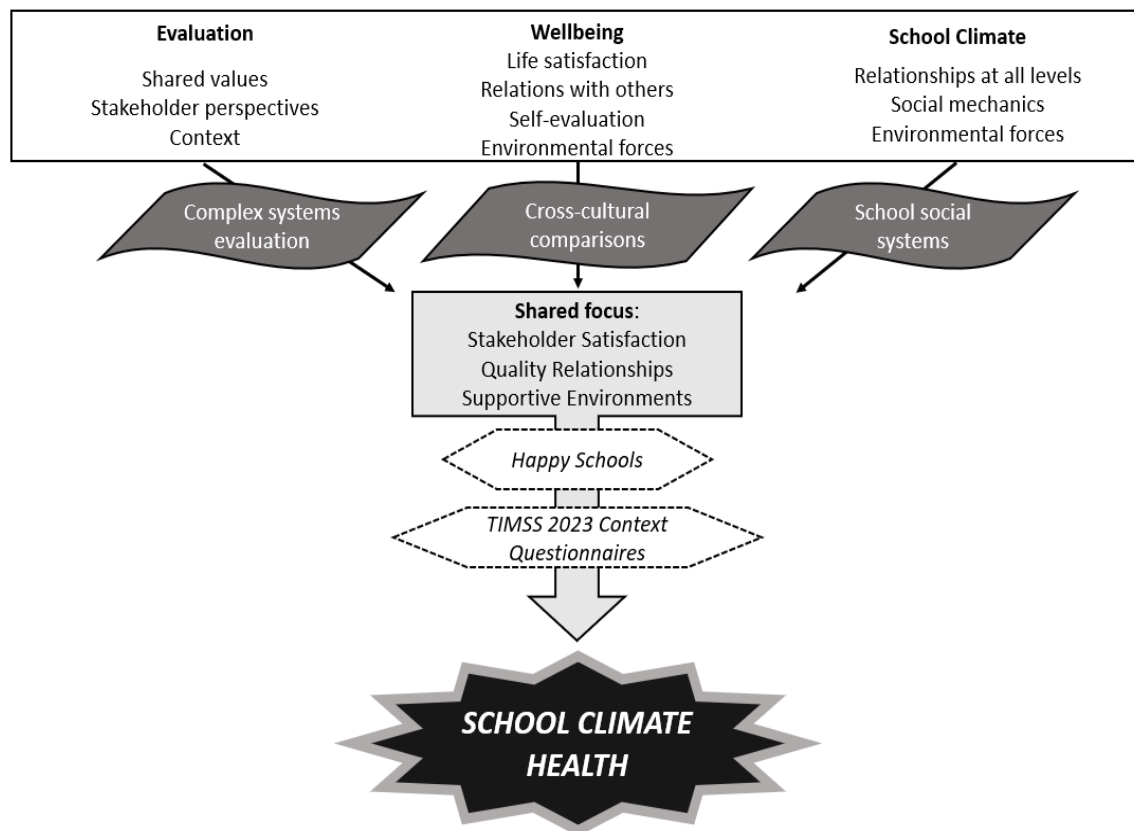 Evaluation
Shared values
Stakeholder perspectives
Context
Wellbeing
Life satisfaction
Relations with others
Self-evaluation
Environmental forces
School Climate
Relationships at all levels
Social mechanics
Environmental forces
Complex systems
evaluation
Cross-cultural
comparisons
School social
systems
Shared focus:
Stakeholder Satisfaction
Quality Relationships
Supportive Environments
Happy Schools
TIMSS 2023 Context
Questionnaires
SCHOOL CLIMATE
HEALTH